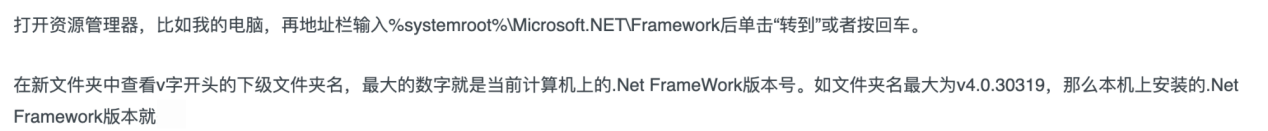 打开资源管理器，比如我的电脑，再地址栏输入%systemroot%\Microsoft.NET\Framework后单击“转到”或者按回车。
在新文件夹中查看v字开头的下级文件夹名，最大的数字就是当前计算机上的.Net FrameWork版本号。如文件夹名最大为v4.0.30319，那么本机上安装的.Net
Framework版本就